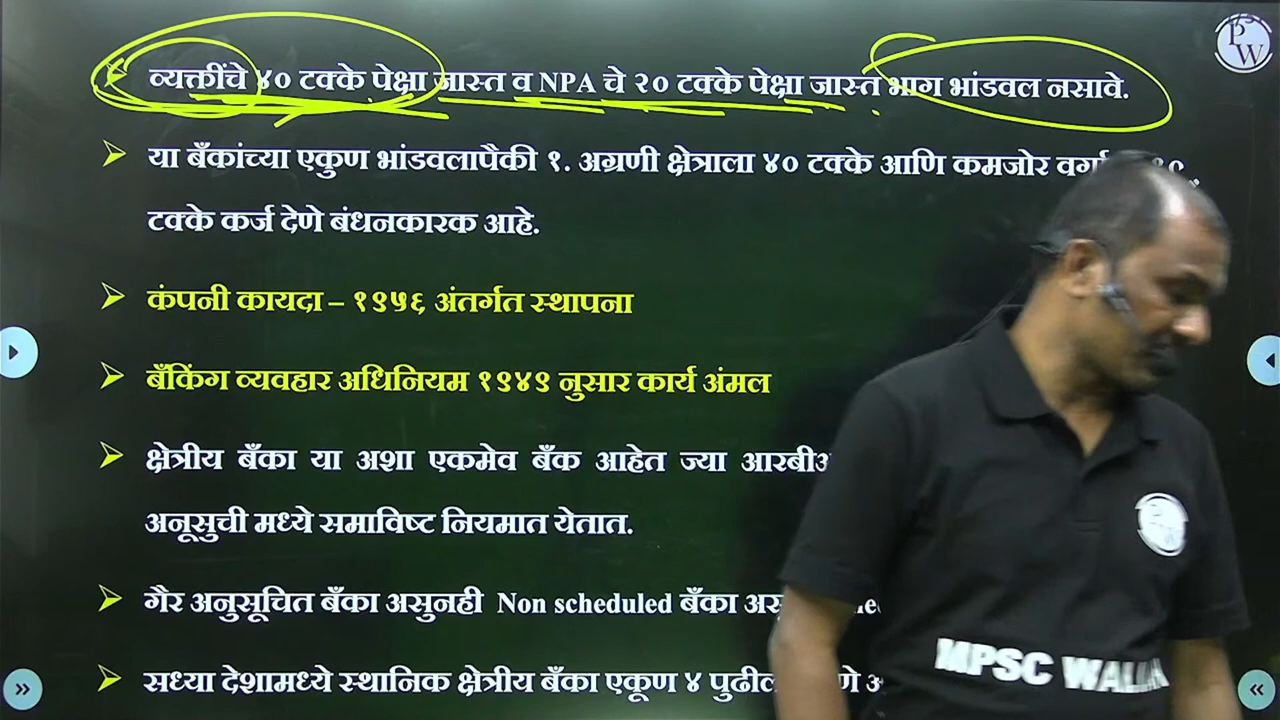 व्यक्तींचे ४० टक्के पेक्षा जास्त व NPA चे २० टक्के पेक्षा जास्त भाग भांडवल नसावे.
या बँकांच्या एकुण भांडवलापैकी १. अग्रणी क्षेत्राला ४० टक्के आणि कमजोर
टक्के कर्ज देणे बंधनकारक आहे.
कंपनी कायदा – १९५६ अंतर्गत स्थापना
बँकिंग व्यवहार अधिनियम १९४९ नुसार कार्य अंमल
क्षेत्रीय बँका या अशा एकमेव बँक आहेत ज्या
अनूसुची मध्ये समाविष्ट नियमात येतात.
गैर अनुसूचित बँका असुनही Non scheduled बँका
सध्या देशामध्ये स्थानिक क्षेत्रीय बँका एकूण ४
PW
PW
MPSC WALLAH